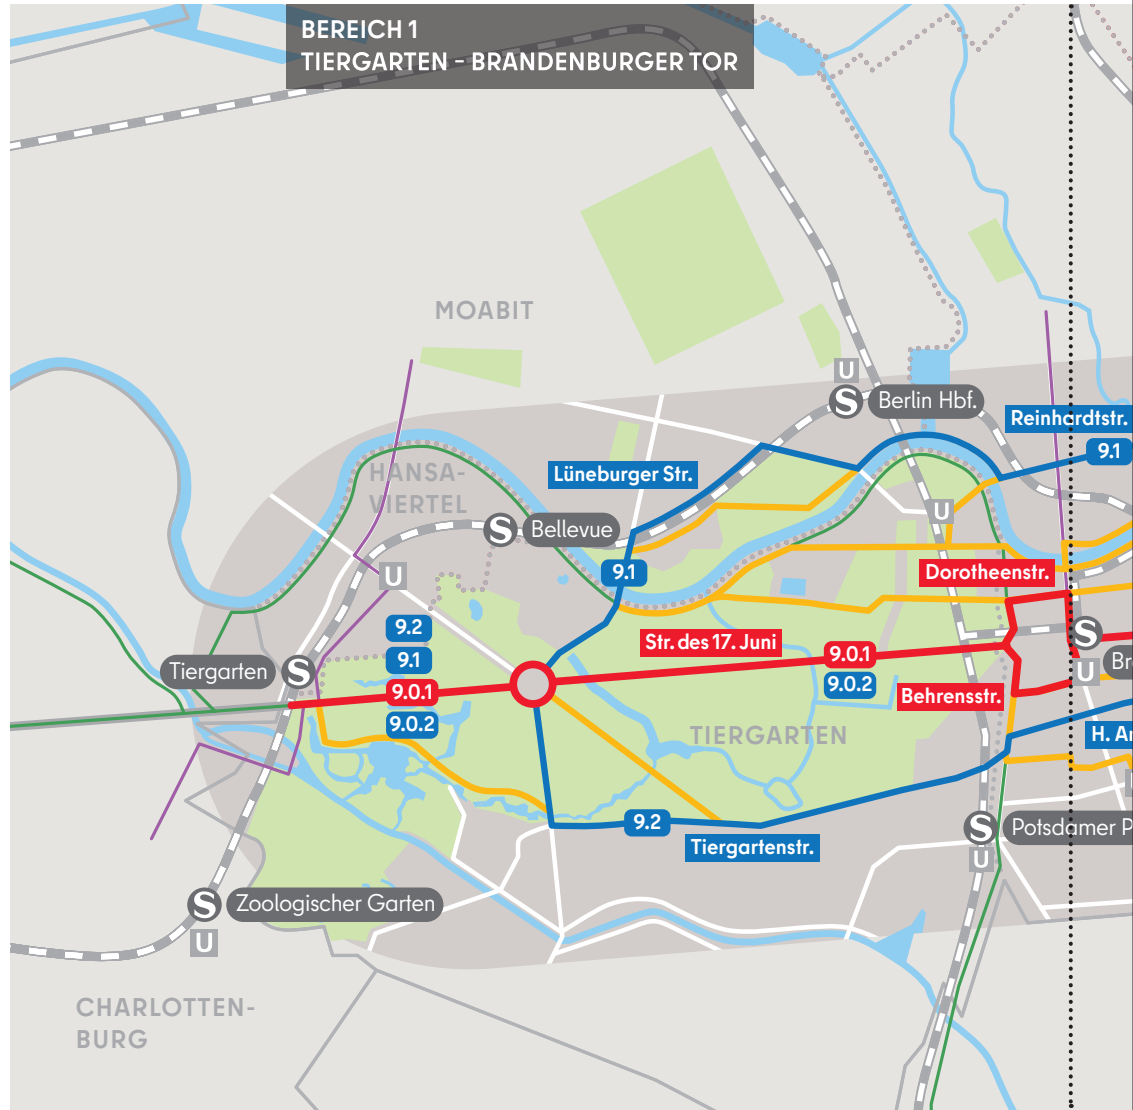 BEREICH 1
TIERGARTEN – BRANDENBURGER TOR
MOABIT
U
S
Berlin Hbf.
Reinhardtstr.
9.1
HANSA-
VIERTEL
Lüneburger Str.
U
S
Bellevue
9.1
U
Dorotheenstr.
9.2
9.1
9.0.1
9.0.2
Str. des 17. Juni
9.0.1
9.0.2
S
Tiergarten
S
U
Behrensstr.
TIERGARTEN
9.2
Tiergartenstr.
S
Potsdamer P
U
S
Zoologischer Garten
U
CHARLOTTEN-
BURG